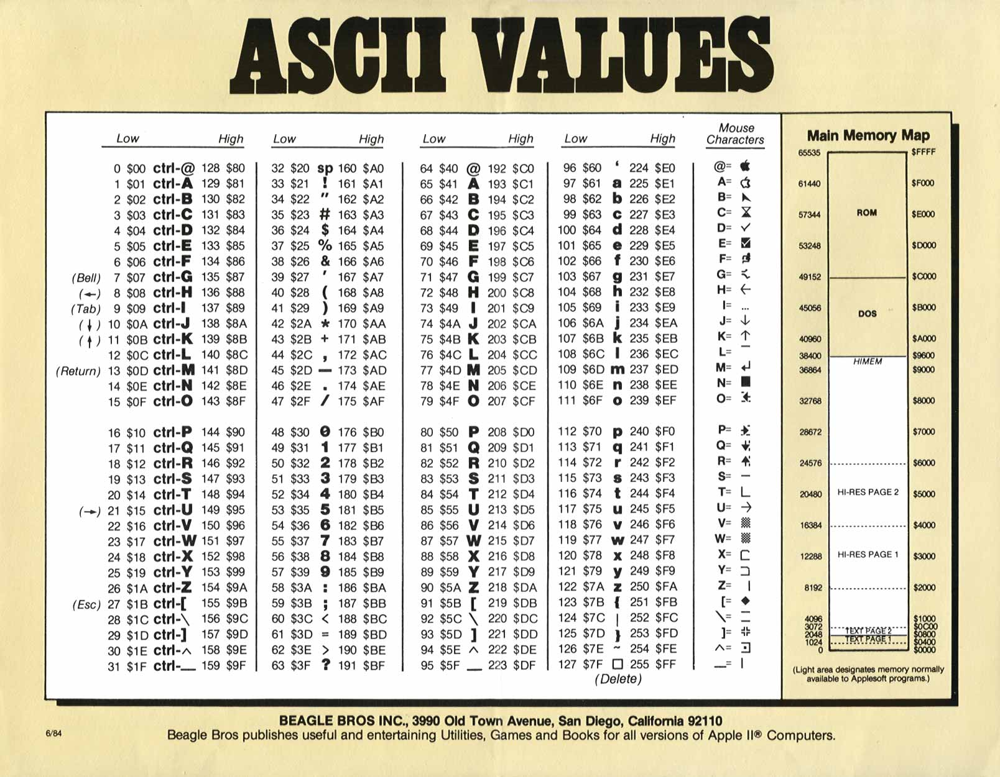 ASCII VALUES
Low High Low High Low High Low High Mouse Characters
0 $00 ctrl-@ 128 $80 32 $20 sp 160 $A0 64 $40 @ 192 $C0 96 $60 ‘ 224 $E0 @=
1 $01 ctrl-A 129 $81 33 $21 ! 161 $A1 65 $41 A 193 $C1 97 $61 a 225 $E1 A=
2 $02 ctrl-B 130 $82 34 $22 " 162 $A2 66 $42 B 194 $C2 98 $62 b 226 $E2 B=
3 $03 ctrl-C 131 $83 35 $23 # 163 $A3 67 $43 C 195 $C3 99 $63 c 227 $E3 C=
4 $04 ctrl-D 132 $84 36 $24 $ 164 $A4 68 $44 D 196 $C4 100 $64 d 228 $E4 D= ✓
5 $05 ctrl-E 133 $85 37 $25 % 165 $A5 69 $45 E 197 $C5 101 $65 e 229 $E5 E=
6 $06 ctrl-F 134 $86 38 $26 & 166 $A6 70 $46 F 198 $C6 102 $66 f 230 $E6 F=
(Bell) 7 $07 ctrl-G 135 $87 39 $27 ' 167 $A7 71 $47 G 199 $C7 103 $67 g 231 $E7 G=
(←) 8 $08 ctrl-H 136 $88 40 $28 ( 168 $A8 72 $48 H 200 $C8 104 $68 h 232 $E8 H= ←
(Tab) 9 $09 ctrl-I 137 $89 41 $29 ) 169 $A9 73 $49 I 201 $C9 105 $69 i 233 $E9 I= ...
(↓) 10 $0A ctrl-J 138 $8A 42 $2A * 170 $AA 74 $4A J 202 $CA 106 $6A j 234 $EA J= ↓
(↑) 11 $0B ctrl-K 139 $8B 43 $2B + 171 $AB 75 $4B K 203 $CB 107 $6B k 235 $EB K= ↑
12 $0C ctrl-L 140 $8C 44 $2C , 172 $AC 76 $4C L 204 $CC 108 $6C l 236 $EC L=
(Return) 13 $0D ctrl-M 141 $8D 45 $2D — 173 $AD 77 $4D M 205 $CD 109 $6D m 237 $ED M= ↵
14 $0E ctrl-N 142 $8E 46 $2E . 174 $AE 78 $4E N 206 $CE 110 $6E n 238 $EE N= ■
15 $0F ctrl-O 143 $8F 47 $2F / 175 $AF 79 $4F O 207 $CF 111 $6F o 239 $EF O=
16 $10 ctrl-P 144 $90 48 $30 0 176 $B0 80 $50 P 208 $D0 112 $70 p 240 $F0 P=
17 $11 ctrl-Q 145 $91 49 $31 1 177 $B1 81 $51 Q 209 $D1 113 $71 q 241 $F1 Q=
18 $12 ctrl-R 146 $92 50 $32 2 178 $B2 82 $52 R 210 $D2 114 $72 r 242 $F2 R=
19 $13 ctrl-S 147 $93 51 $33 3 179 $B3 83 $53 S 211 $D3 115 $73 s 243 $F3 S= —
20 $14 ctrl-T 148 $94 52 $34 4 180 $B4 84 $54 T 212 $D4 116 $74 t 244 $F4 T=
(→) 21 $15 ctrl-U 149 $95 53 $35 5 181 $B5 85 $55 U 213 $D5 117 $75 u 245 $F5 U= →
22 $16 ctrl-V 150 $96 54 $36 6 182 $B6 86 $56 V 214 $D6 118 $76 v 246 $F6 V=
23 $17 ctrl-W 151 $97 55 $37 7 183 $B7 87 $57 W 215 $D7 119 $77 w 247 $F7 W=
24 $18 ctrl-X 152 $98 56 $38 8 184 $B8 88 $58 X 216 $D8 120 $78 x 248 $F8 X=
25 $19 ctrl-Y 153 $99 57 $39 9 185 $B9 89 $59 Y 217 $D9 121 $79 y 249 $F9 Y=
26 $1A ctrl-Z 154 $9A 58 $3A : 186 $BA 90 $5A Z 218 $DA 122 $7A z 250 $FA Z= |
(Esc) 27 $1B ctrl-[ 155 $9B 59 $3B ; 187 $BB 91 $5B [ 219 $DB 123 $7B { 251 $FB [= ◆
28 $1C ctrl-\ 156 $9C 60 $3C < 188 $BC 92 $5C \ 220 $DC 124 $7C | 252 $FC \=
29 $1D ctrl-] 157 $9D 61 $3D = 189 $BD 93 $5D ] 221 $DD 125 $7D } 253 $FD ]=
30 $1E ctrl-^ 158 $9E 62 $3E > 190 $BE 94 $5E ^ 222 $DE 126 $7E ~ 254 $FE ^=
31 $1F ctrl-_ 159 $9F 63 $3F ? 191 $BF 95 $5F _ 223 $DF 127 $7F □ 255 $FF _= |
(Delete)
Main Memory Map
65535 $FFFF
61440 $F000
57344 ROM $E000
53248 $D000
49152 $C000
45056 $B000
DOS
40960 $A000
38400 $9600
HIMEM
36864 $9000
32768 $8000
28672 $7000
24576 $6000
20480 HI-RES PAGE 2 $5000
16384 $4000
12288 HI-RES PAGE 1 $3000
8192 $2000
4096 $1000
3072 $0C00
TEXT PAGE 2
2048 $0800
TEXT PAGE 1
1024 $0400
0 $0000
(Light area designates memory normally
available to Applesoft programs.)
BEAGLE BROS INC., 3990 Old Town Avenue, San Diego, California 92110
6/84
Beagle Bros publishes useful and entertaining Utilities, Games and Books for all versions of Apple II® Computers.